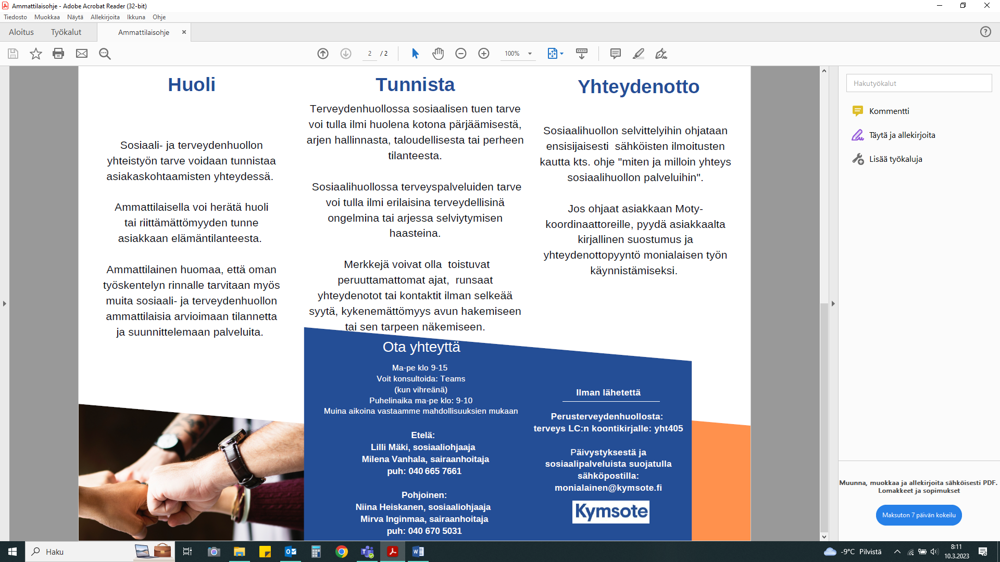 Ammattilaisohje - Adobe Acrobat Reader (32-bit)
Tiedosto Muokkaa Näytä Allekirjoita Ikkuna Ohje
Aloitus Työkalut Ammattilaisohje
2 / 2 100%
Huoli
Sosiaali- ja terveydenhuollon
yhteistyön tarve voidaan tunnistaa
asiakaskohtaamisten yhteydessä.
Ammattilaisella voi herätä huoli
tai riittämättömyyden tunne
asiakkaan elämäntilanteesta.
Ammattilainen huomaa, että oman
työskentelyn rinnalle tarvitaan myös
muita sosiaali- ja terveydenhuollon
ammattilaisia arvioimaan tilannetta
ja suunnittelemaan palveluita.
Tunnista
Terveydenhuollossa sosiaalisen tuen tarve
voi tulla ilmi huolena kotona pärjäämisestä,
arjen hallinnasta, taloudellisesta tai perheen
tilanteesta.
Sosiaalihuollossa terveyspalveluiden tarve
voi tulla ilmi erilaisina terveydellisinä
ongelmina tai arjessa selviytymisen
haasteina.
Merkkejä voivat olla toistuvat
peruuttamattomat ajat, runsaat
yhteydenotot tai kontaktit ilman selkeää
syytä, kykenemättömyys avun hakemiseen
tai sen tarpeen näkemiseen.
Yhteydenotto
Sosiaalihuollon selvittelyihin ohjataan
ensisijaisesti sähköisten ilmoitusten
kautta kts. ohje "miten ja milloin yhteys
sosiaalihuollon palveluihin".
Jos ohjaat asiakkaan Moty-
koordinaattoreille, pyydä asiakkaalta
kirjallinen suostumus ja
yhteydenottopyyntö monialaisen työn
käynnistämiseksi.
Ota yhteyttä
Ma-pe klo 9-15
Voit konsultoida: Teams
(kun vihreänä)
Puhelinaika ma-pe klo: 9-10
Muina aikoina vastaamme mahdollisuuksien mukaan
Etelä:
Lilli Mäki, sosiaaliohjaaja
Milena Vanhala, sairaanhoitaja
puh: 040 665 7661
Pohjoinen:
Niina Heiskanen, sosiaaliohjaaja
Mirva Inginmaa, sairaanhoitaja
puh: 040 670 5031
Ilman lähetettä
Perusterveydenhuollosta:
terveys LC:n koontikirjalle: yht405
Päivystyksestä ja
sosiaalipalveluista suojatulla
sähköpostilla:
monialainen@kymsote.fi
Kymsote
Hakutyökalut
Kommentti
Täytä ja allekirjoita
Lisää työkaluja
Muunna, muokkaa ja allekirjoita sähköisesti PDF.
Lomakkeet ja sopimukset
Maksuton 7 päivän kokeilu
Haku
-9°C Pilvistä
8:11
10.3.2023